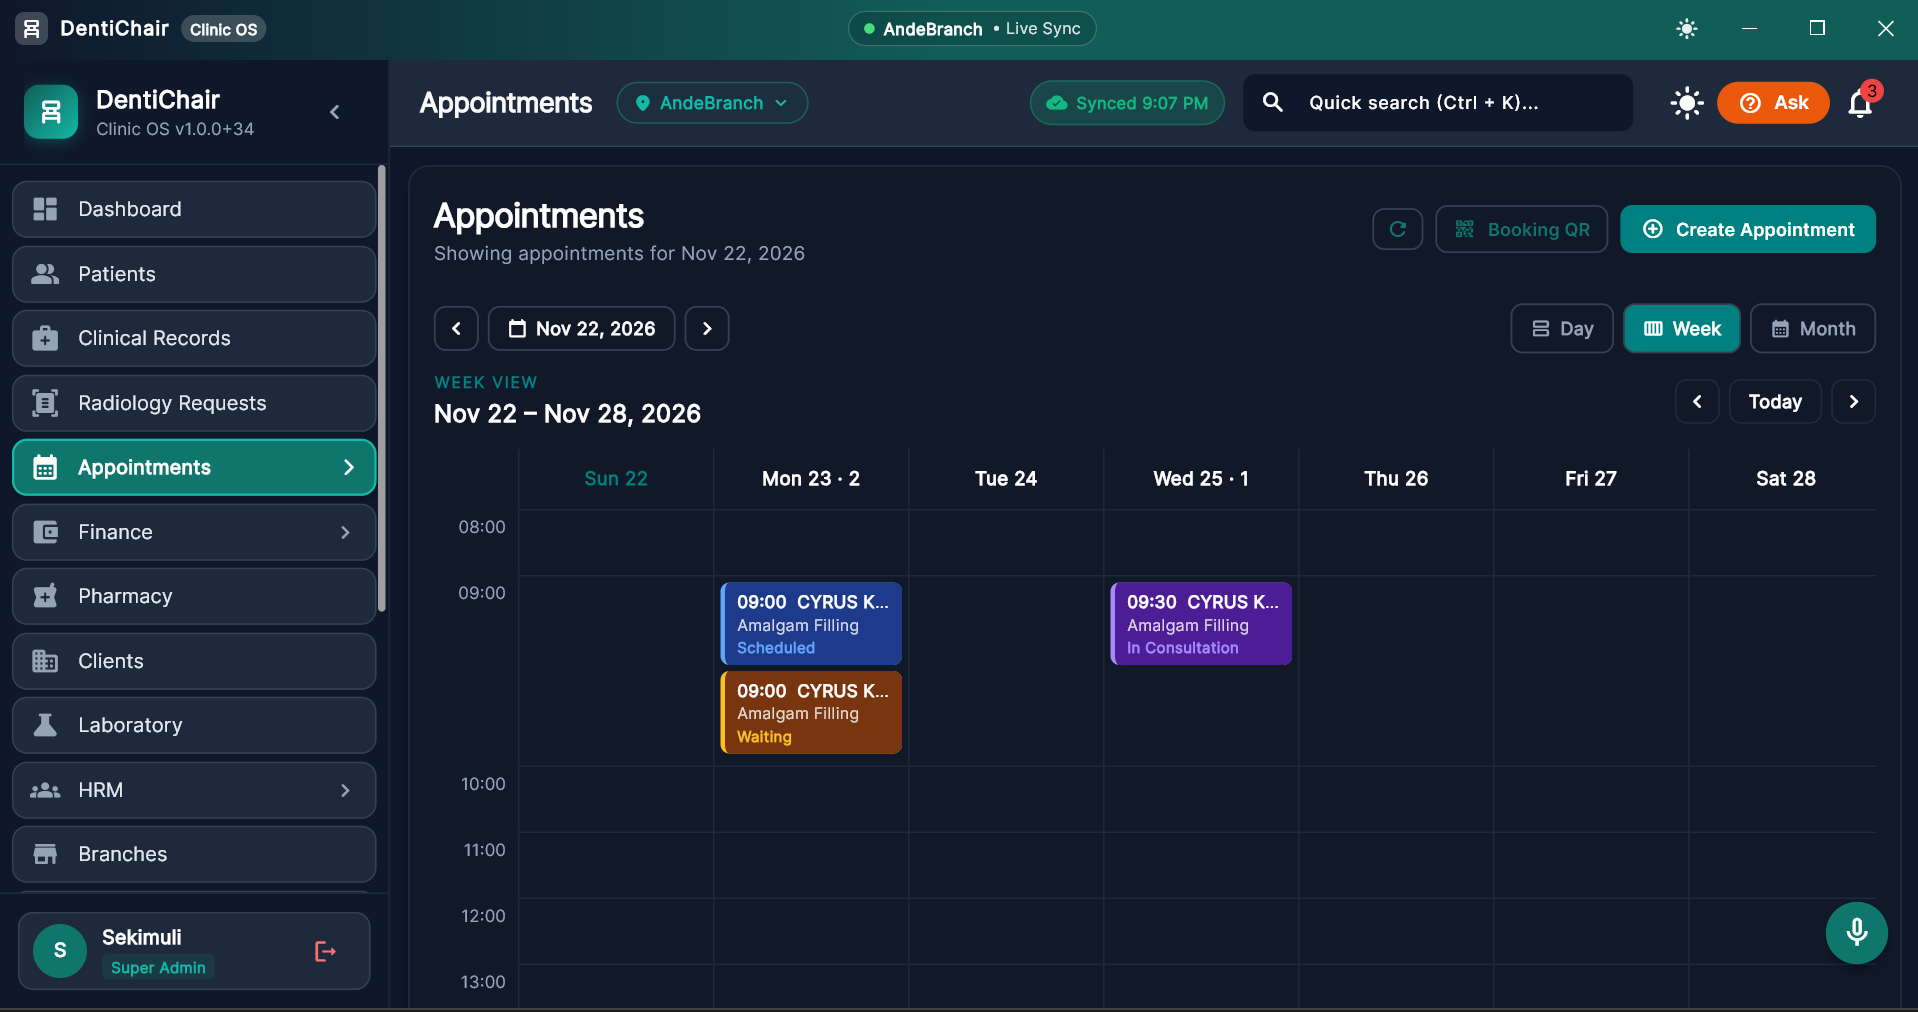 DentiChair Clinic OS
AndeBranch • Live Sync
DentiChair
Clinic OS v1.0.0+34
Appointments
AndeBranch
Synced 9:07 PM
Quick search (Ctrl + K)...
Ask
3
Dashboard
Patients
Clinical Records
Radiology Requests
Appointments
Finance
Pharmacy
Clients
Laboratory
HRM
Branches
S
Sekimuli
Super Admin
Appointments
Showing appointments for Nov 22, 2026
Booking QR
Create Appointment
Nov 22, 2026
Day
Week
Month
WEEK VIEW
Nov 22 – Nov 28, 2026
Today
Sun 22
Mon 23 · 2
Tue 24
Wed 25 · 1
Thu 26
Fri 27
Sat 28
08:00
09:00
09:00 CYRUS K...
Amalgam Filling
Scheduled
09:00 CYRUS K...
Amalgam Filling
Waiting
09:30 CYRUS K...
Amalgam Filling
In Consultation
10:00
11:00
12:00
13:00